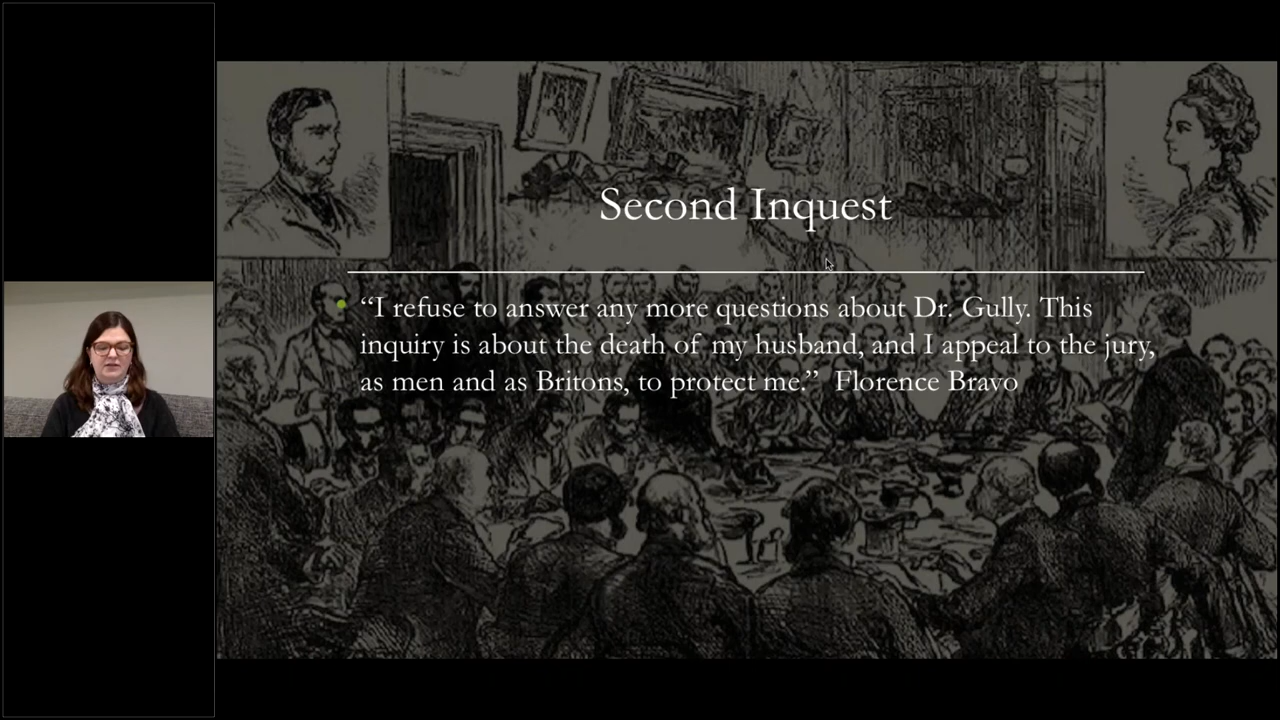 Second Inquest
“I refuse to answer any more questions about Dr. Gully. This
inquiry is about the death of my husband, and I appeal to the jury,
as men and as Britons, to protect me.” Florence Bravo